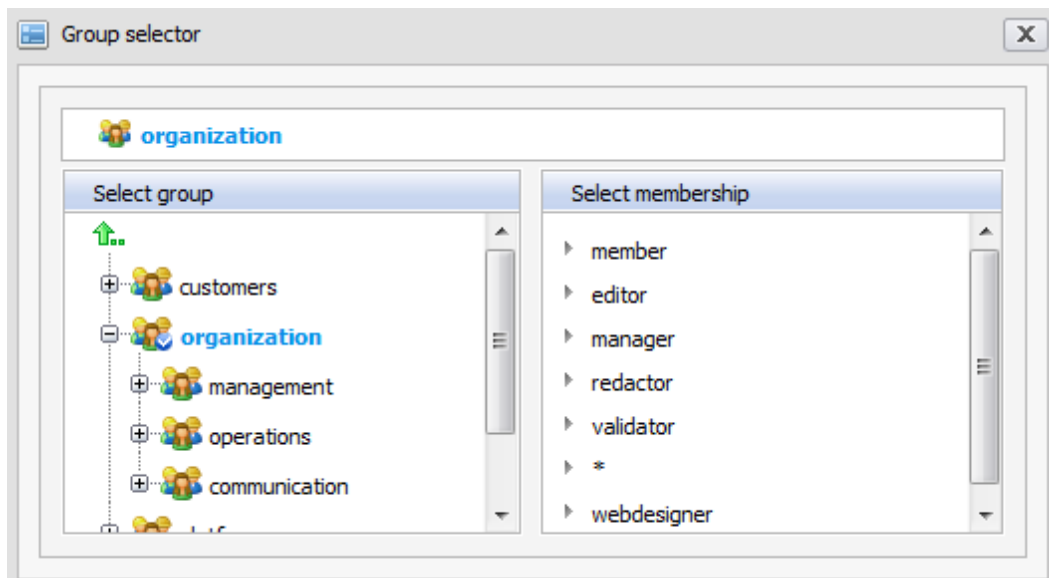 Group selector
organization
Select group
customers
organization
management
operations
communication
Select membership
member
editor
manager
redactor
validator
*
webdesigner